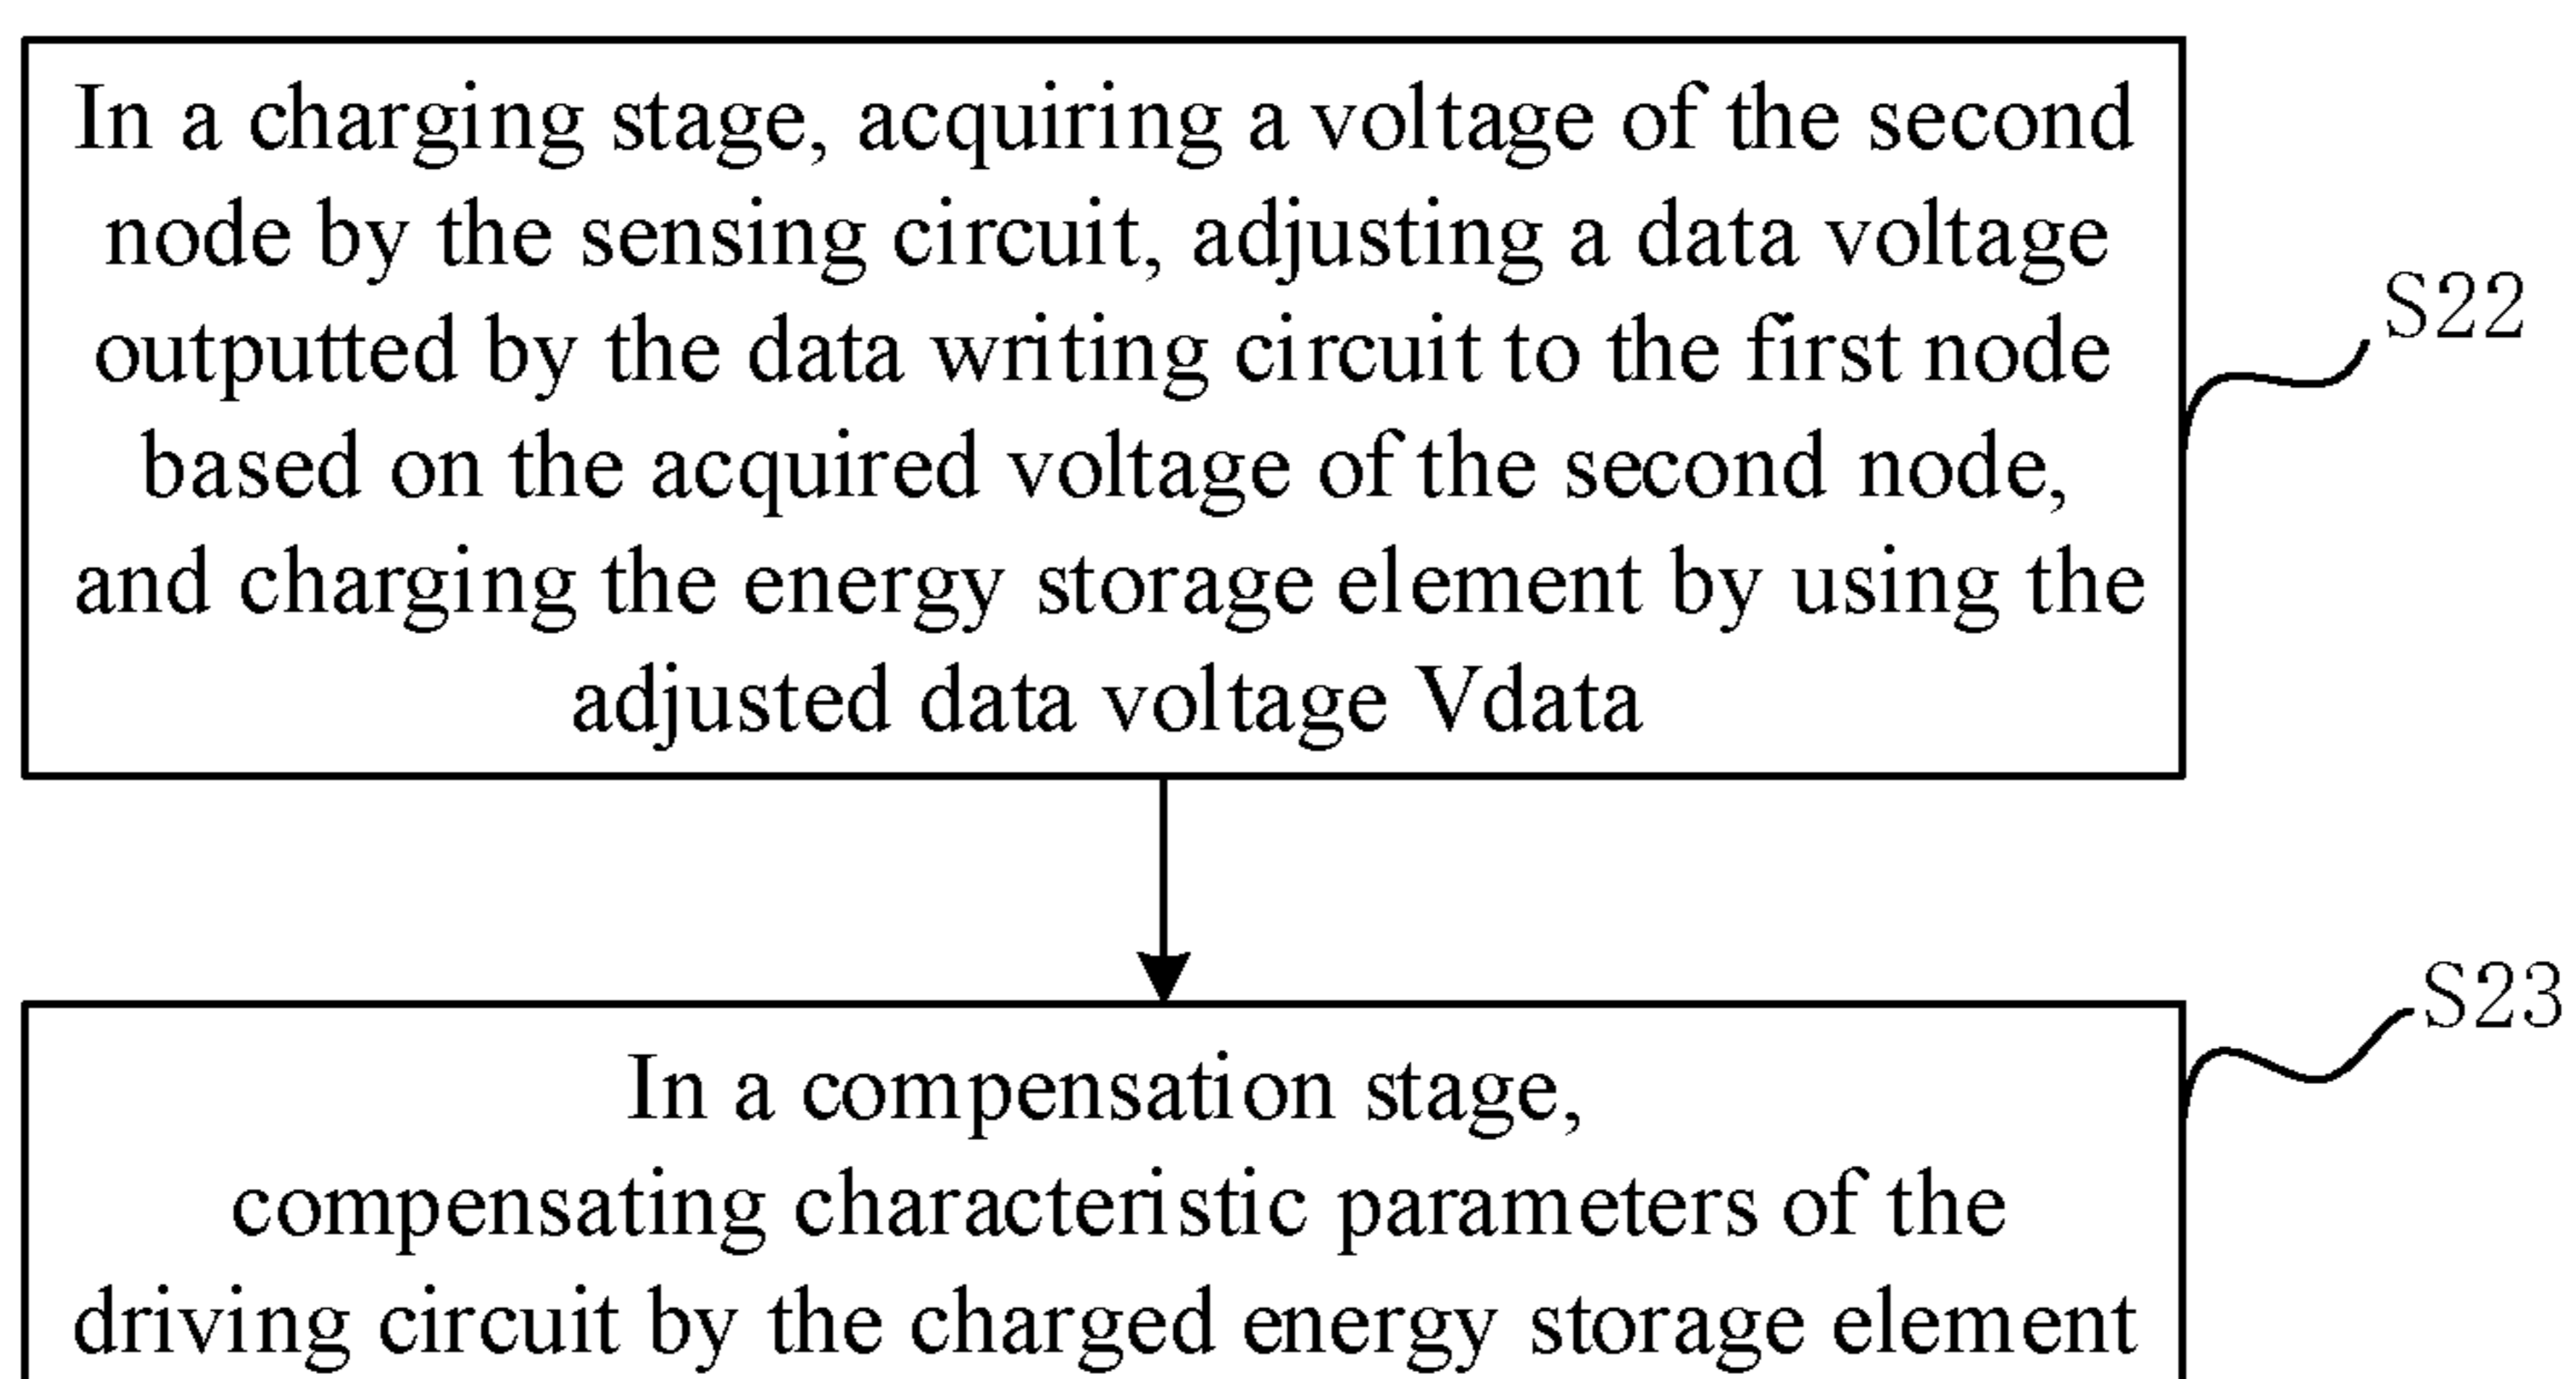 In a charging stage, acquiring a voltage of the second
node by the sensing circuit, adjusting a data voltage
outputted by the data writing circuit to the first node
based on the acquired voltage of the second node,
and charging the energy storage element by using the
adjusted data voltage Vdata
S22
S23
In a compensation stage,
compensating characteristic parameters of the
driving circuit by the charged energy storage element